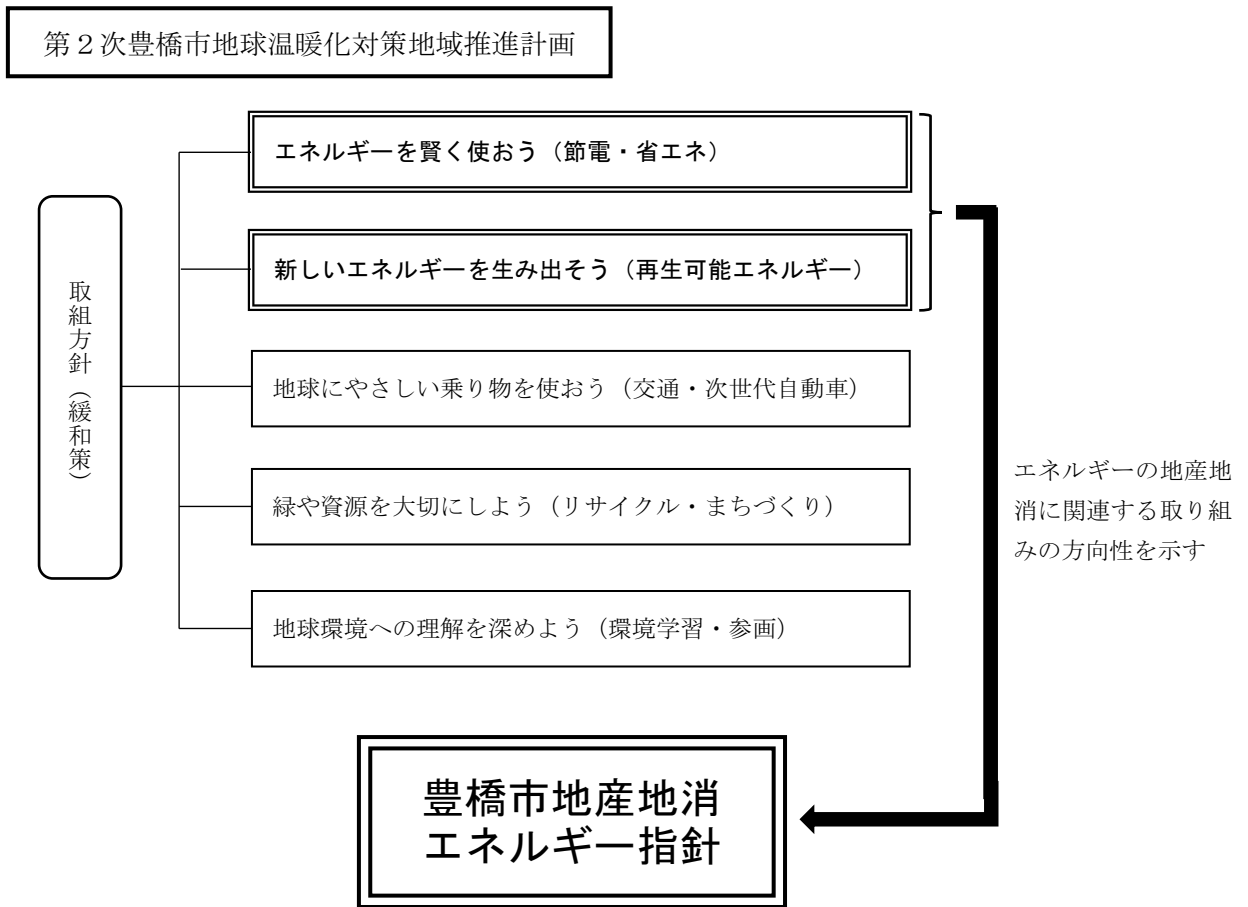 第２次豊橋市地球温暖化対策地域推進計画
取組方針（緩和策）
エネルギーを賢く使おう（節電・省エネ）
新しいエネルギーを生み出そう（再生可能エネルギー）
地球にやさしい乗り物を使おう（交通・次世代自動車）
緑や資源を大切にしよう（リサイクル・まちづくり）
地球環境への理解を深めよう（環境学習・参画）
エネルギーの地産地
消に関連する取り組
みの方向性を示す
豊橋市地産地消
エネルギー指針